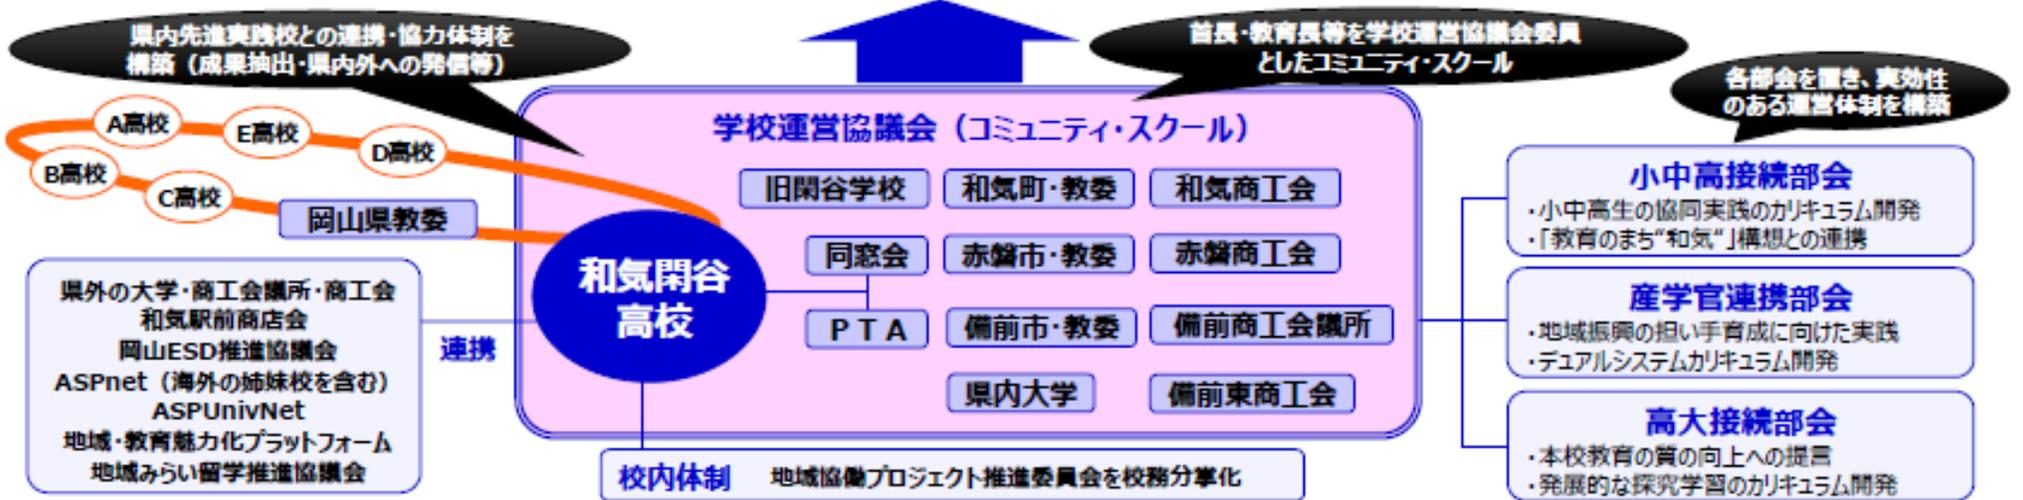 県内先進実践校との連携・協力体制を
構築（成果抽出・県内外への発信等）
首長・教育長等を学校運営協議会委員
としたコミュニティ・スクール
各部会を置き、実効性
のある運営体制を構築
A高校
E高校
D高校
B高校
C高校
岡山県教委
学校運営協議会（コミュニティ・スクール）
旧閑谷学校
和気町・教委
和気商工会
同窓会
赤磐市・教委
赤磐商工会
和気閑谷
高校
ＰＴＡ
備前市・教委
備前商工会議所
県内大学
備前東商工会
県外の大学・商工会議所・商工会
和気駅前商店会
岡山ESD推進協議会
ASPnet（海外の姉妹校を含む）
ASPUnivNet
地域・教育魅力化プラットフォーム
地域みらい留学推進協議会
連携
校内体制　地域協働プロジェクト推進委員会を校務分掌化
小中高接続部会
・小中高生の協同実践のカリキュラム開発
・「教育のまち“和気“」構想との連携
産学官連携部会
・地域振興の担い手育成に向けた実践
・デュアルシステムカリキュラム開発
高大接続部会
・本校教育の質の向上への提言
・発展的な探究学習のカリキュラム開発